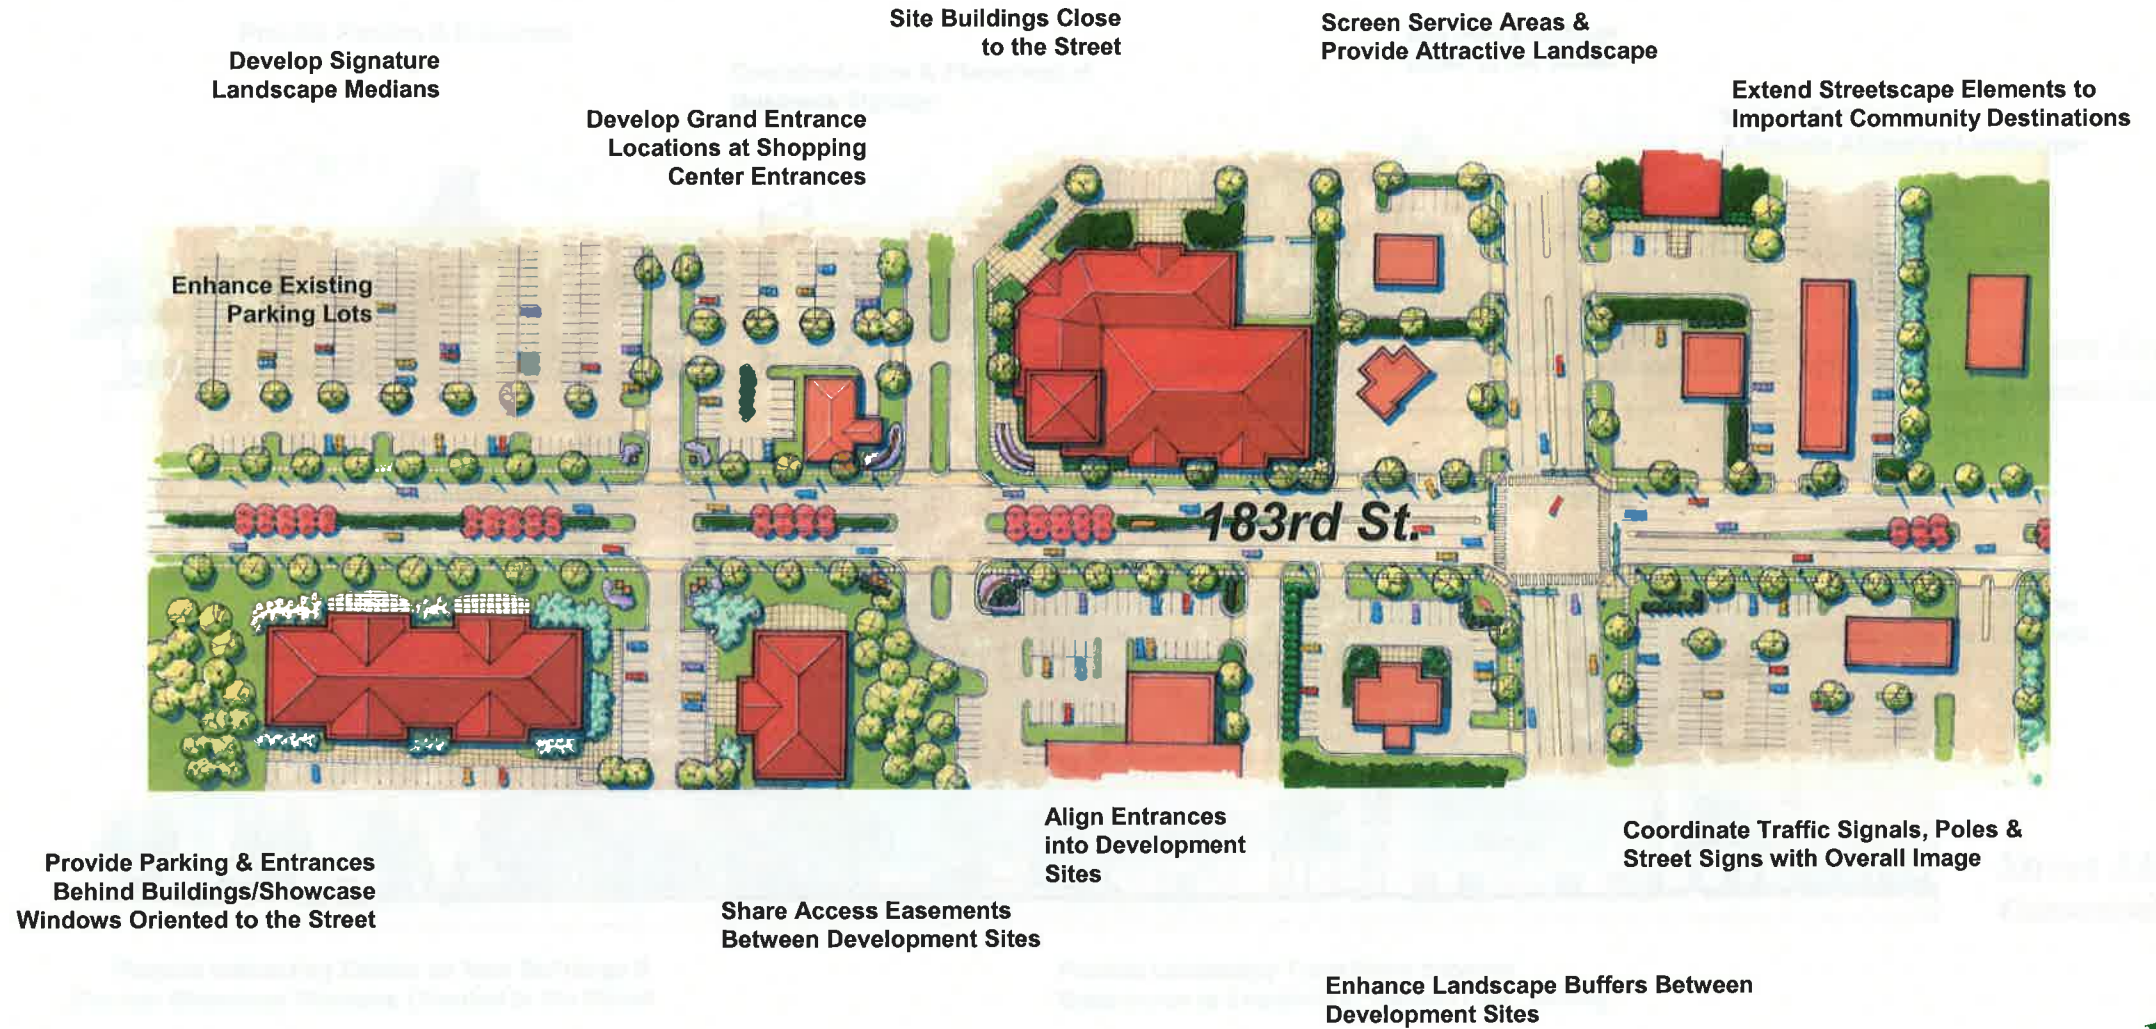 Site Buildings Close
to the Street
Screen Service Areas &
Provide Attractive Landscape
Develop Signature
Landscape Medians
Extend Streetscape Elements to
Important Community Destinations
Develop Grand Entrance
Locations at Shopping
Center Entrances
Enhance Existing
Parking Lots
183rd St.
Align Entrances
into Development
Sites
Coordinate Traffic Signals, Poles &
Street Signs with Overall Image
Provide Parking & Entrances
Behind Buildings/Showcase
Windows Oriented to the Street
Share Access Easements
Between Development Sites
Enhance Landscape Buffers Between
Development Sites